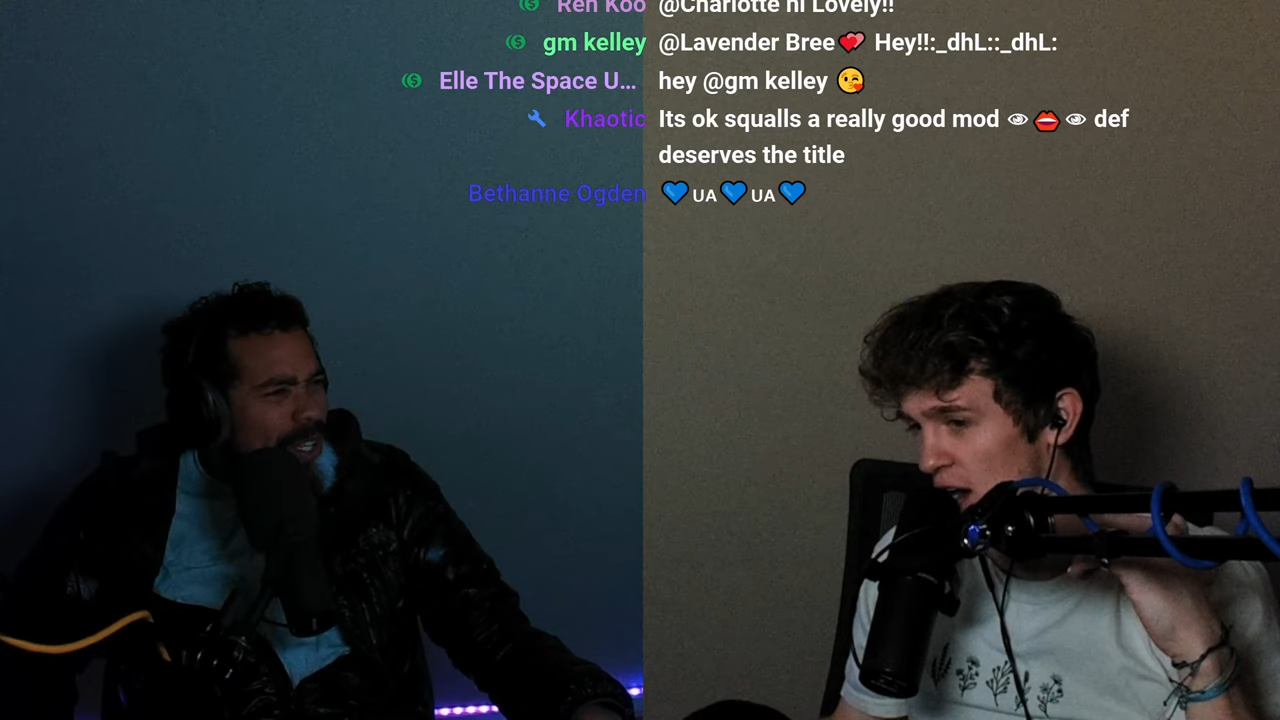 Ren Koo @Charlotte hi Lovely!!
gm kelley @Lavender Bree💕 Hey!!:_dhL::_dhL:
Elle The Space U... hey @gm kelley 😘
Khaotic Its ok squalls a really good mod 👁👄👁 def
deserves the title
Bethanne Ogden 💙UA💙UA💙